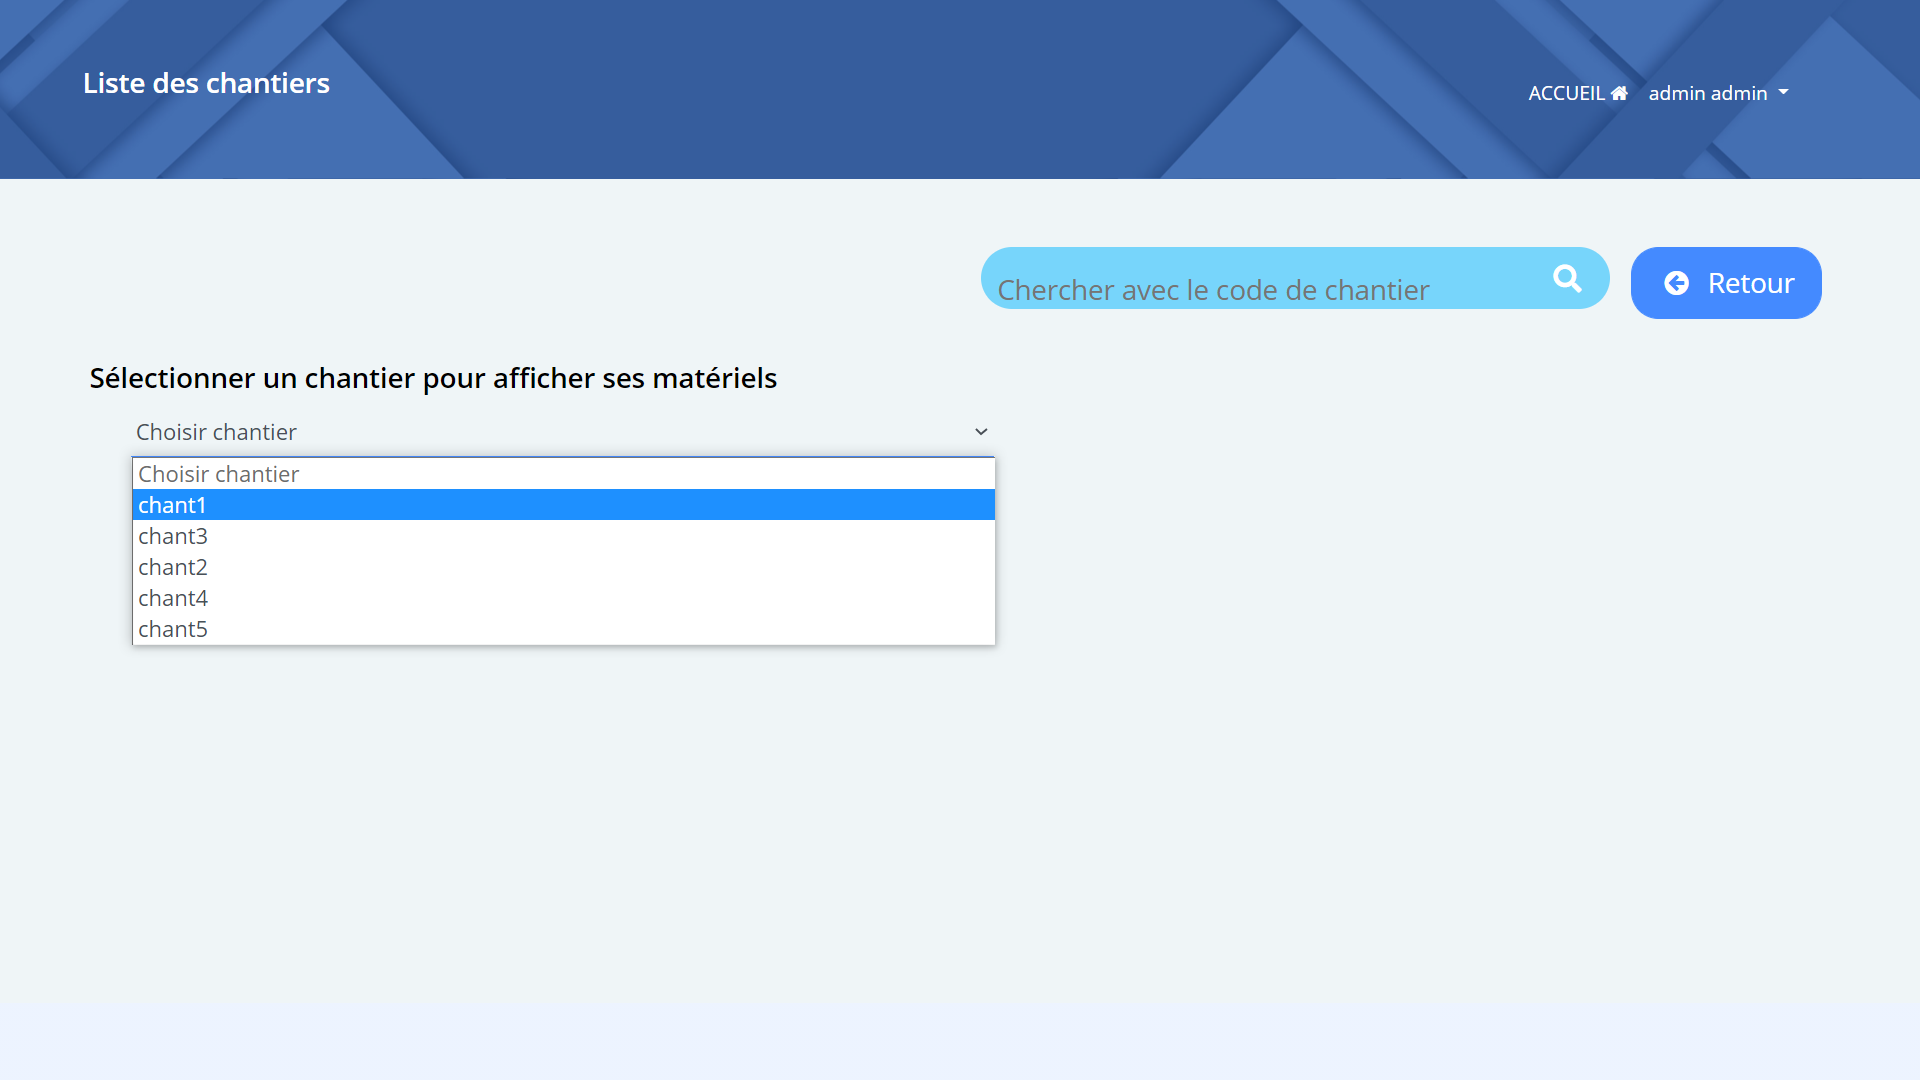 Liste des chantiers
ACCUEIL admin admin
Chercher avec le code de chantier
Retour
Sélectionner un chantier pour afficher ses matériels
Choisir chantier
Choisir chantier
chant1
chant3
chant2
chant4
chant5